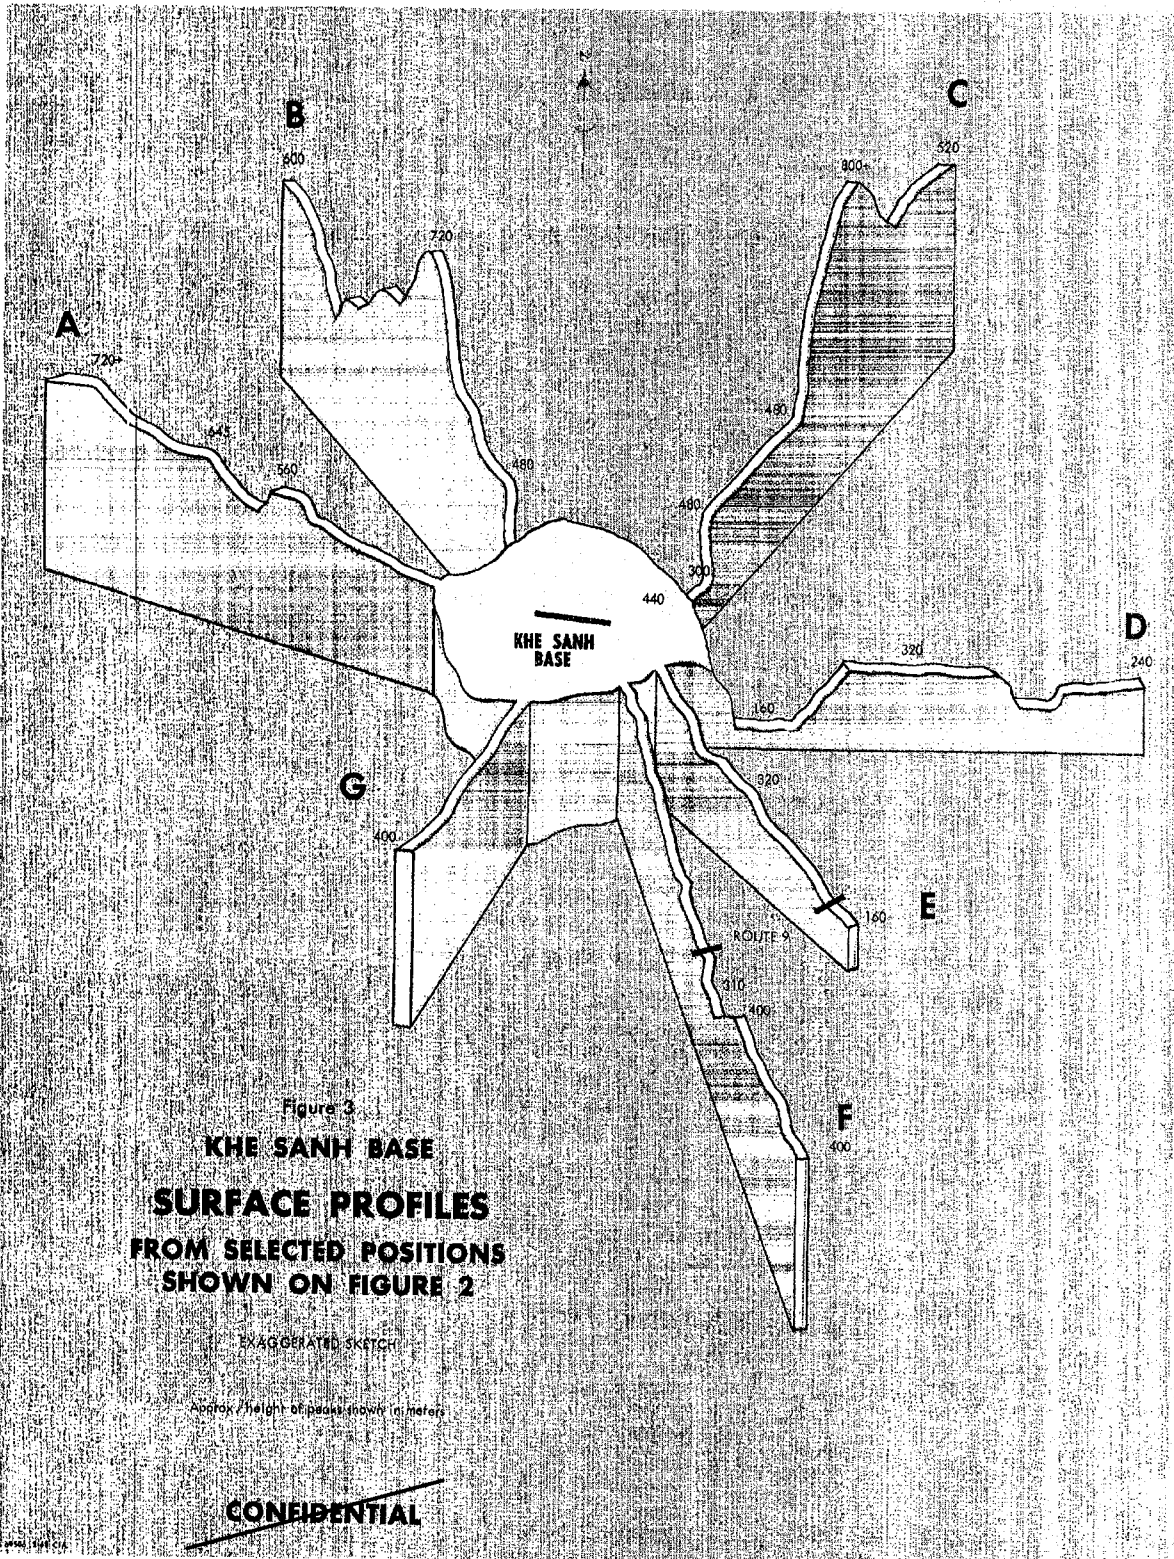 N
B
C
600
800+
520
720
A
720+
480
645
560
480
480
300
440
KHE SANH
BASE
D
320
240
160
G
320
400
E
160
ROUTE 9
310
400
F
400
Figure 3
KHE SANH BASE
SURFACE PROFILES
FROM SELECTED POSITIONS
SHOWN ON FIGURE 2
EXAGGERATED SKETCH
Approx. height of peaks shown in meters
CONFIDENTIAL